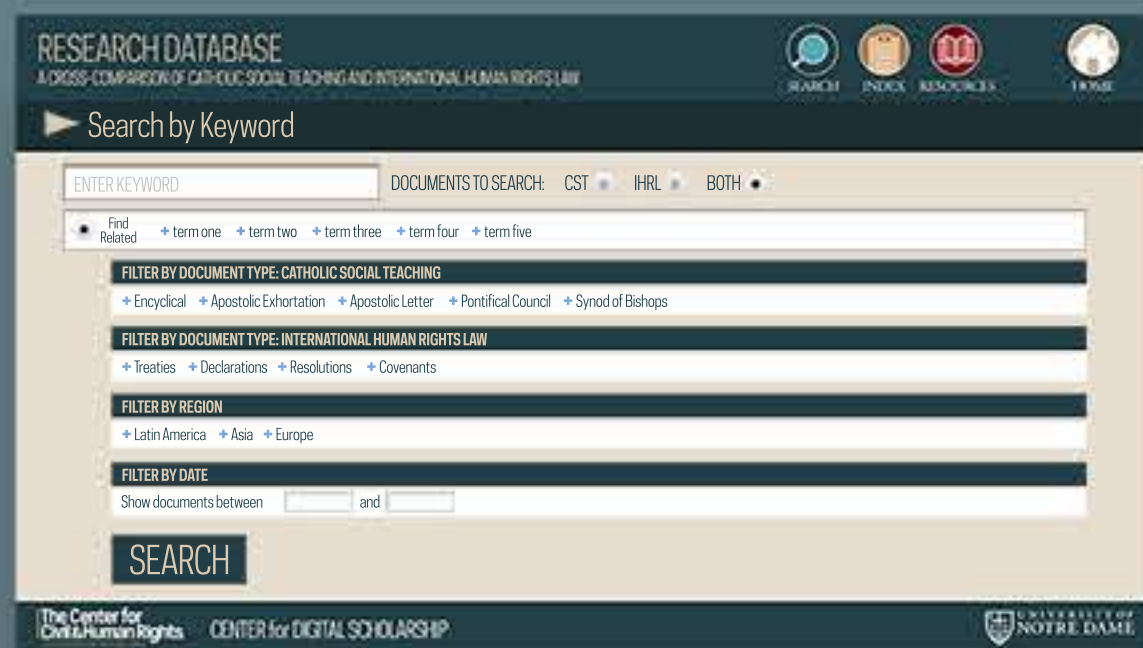 RESEARCH DATABASE
A CROSS-COMPARISON OF CATHOLIC SOCIAL TEACHING AND INTERNATIONAL HUMAN RIGHTS LAW
SEARCH INDEX RESOURCES HOME
Search by Keyword
ENTER KEYWORD DOCUMENTS TO SEARCH: CST IHRL BOTH
Find Related + term one + term two + term three + term four + term five
FILTER BY DOCUMENT TYPE: CATHOLIC SOCIAL TEACHING
+ Encyclical + Apostolic Exhortation + Apostolic Letter + Pontifical Council + Synod of Bishops
FILTER BY DOCUMENT TYPE: INTERNATIONAL HUMAN RIGHTS LAW
+ Treaties + Declarations + Resolutions + Covenants
FILTER BY REGION
+ Latin America + Asia + Europe
FILTER BY DATE
Show documents between and
SEARCH
The Center for
Civil & Human Rights CENTER for DIGITAL SCHOLARSHIP
UNIVERSITY OF
NOTRE DAME